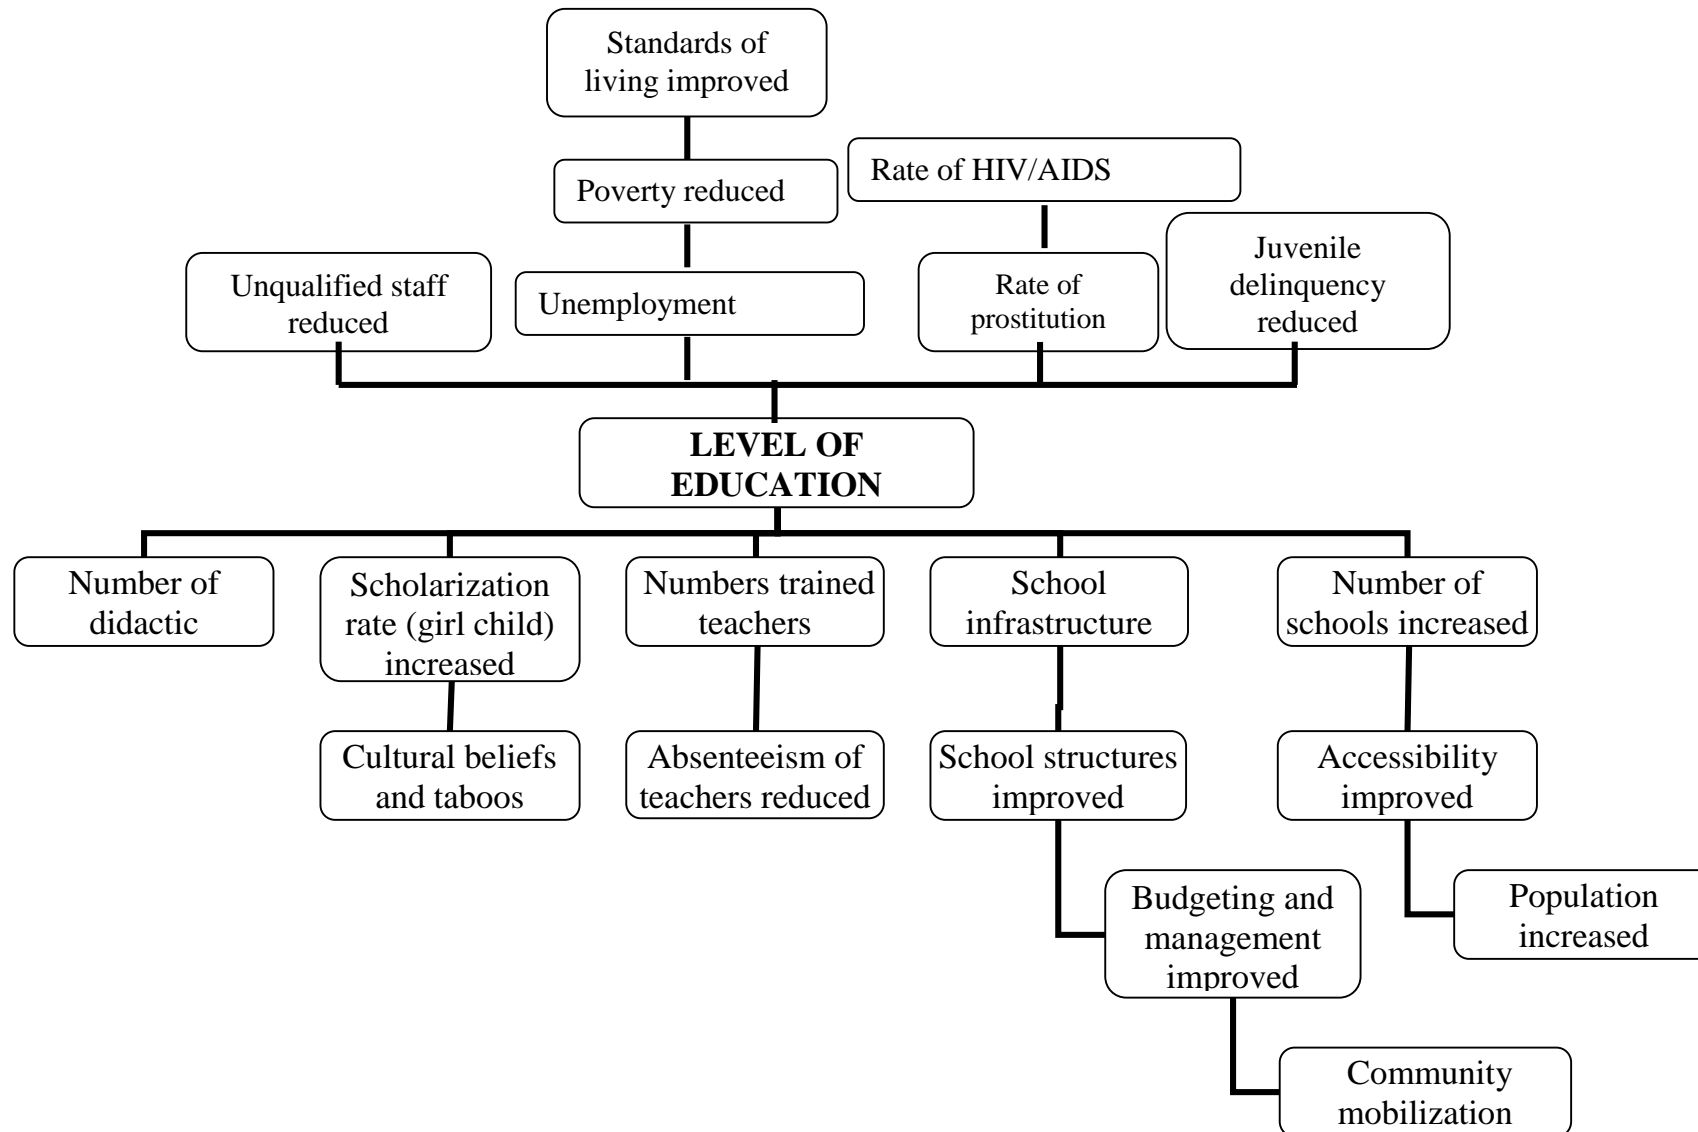 Standards of
living improved
Poverty reduced
Rate of HIV/AIDS
Unqualified staff
reduced
Unemployment
Rate of
prostitution
Juvenile
delinquency
reduced
LEVEL OF
EDUCATION
Number of
didactic
Scholarization
rate (girl child)
increased
Numbers trained
teachers
School
infrastructure
Number of
schools increased
Cultural beliefs
and taboos
Absenteeism of
teachers reduced
School structures
improved
Accessibility
improved
Budgeting and
management
improved
Population
increased
Community
mobilization